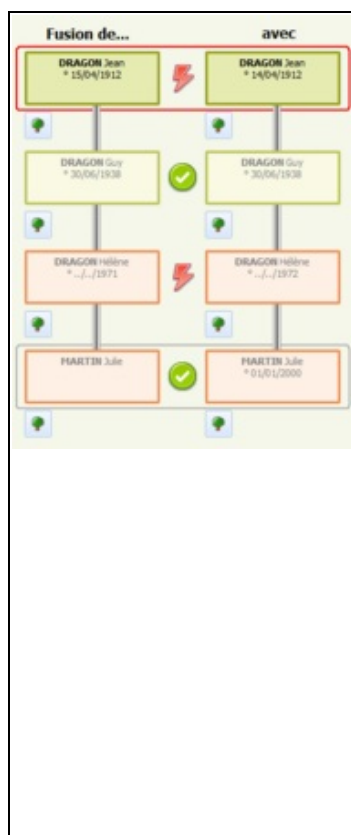 Fusion de... avec
DRAGON Jean DRAGON Jean
* 15/04/1912 * 14/04/1912
DRAGON Guy DRAGON Guy
* 30/06/1938 * 30/06/1938
DRAGON Hélène DRAGON Hélène
* ../../1971 * ../../1972
MARTIN Julie MARTIN Julie
* 01/01/2000